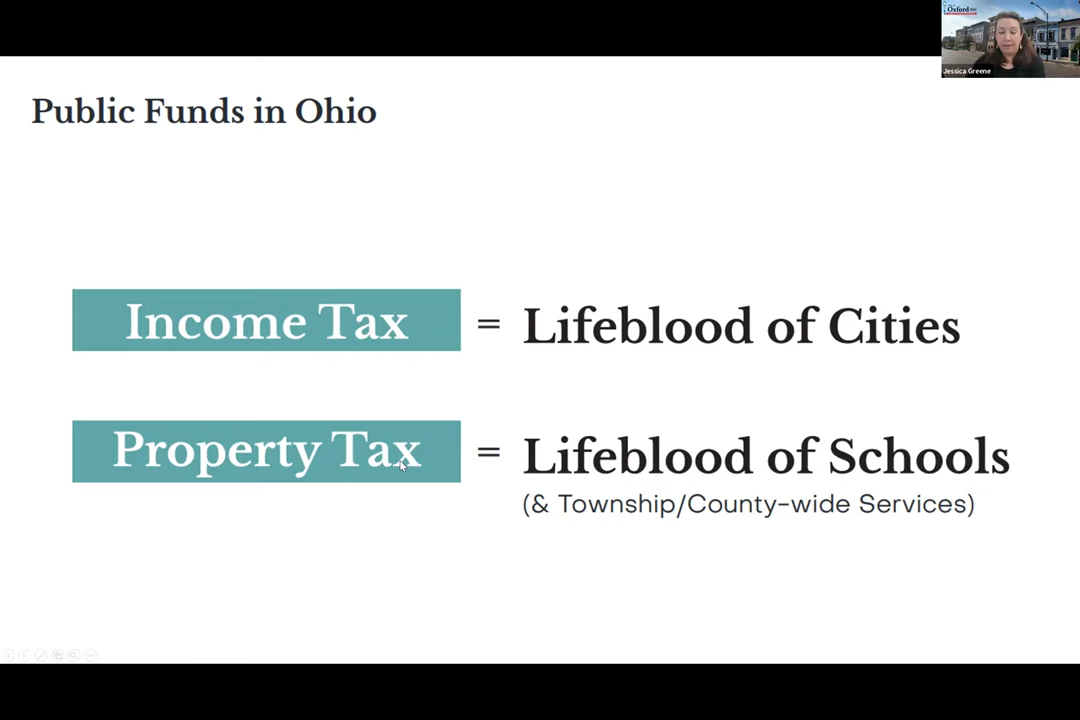 Oxford
Jessica Greene
Public Funds in Ohio
Income Tax = Lifeblood of Cities
Property Tax = Lifeblood of Schools
(& Township/County-wide Services)